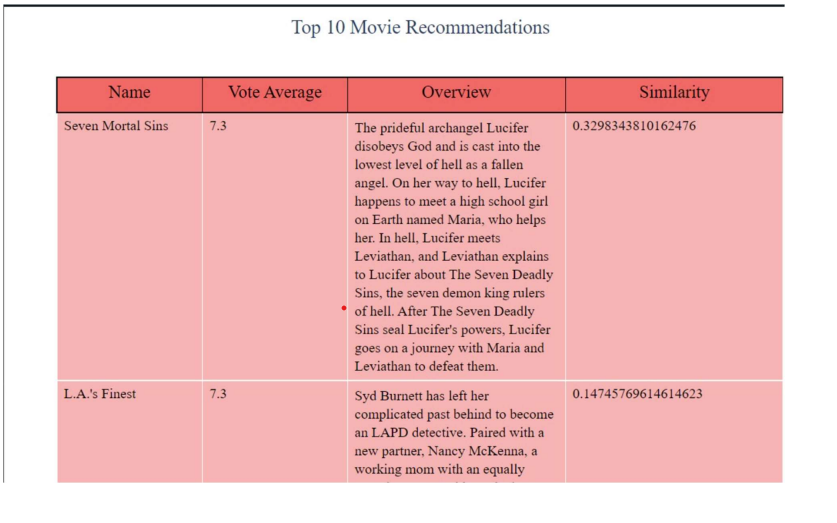 Top 10 Movie Recommendations
Name Vote Average Overview Similarity
Seven Mortal Sins 7.3 The prideful archangel Lucifer 0.3298343810162476
disobeys God and is cast into the
lowest level of hell as a fallen
angel. On her way to hell, Lucifer
happens to meet a high school girl
on Earth named Maria, who helps
her. In hell, Lucifer meets
Leviathan, and Leviathan explains
to Lucifer about The Seven Deadly
Sins, the seven demon king rulers
of hell. After The Seven Deadly
Sins seal Lucifer's powers, Lucifer
goes on a journey with Maria and
Leviathan to defeat them.
L.A.'s Finest 7.3 Syd Burnett has left her 0.14745769614614623
complicated past behind to become
an LAPD detective. Paired with a
new partner, Nancy McKenna, a
working mom with an equally